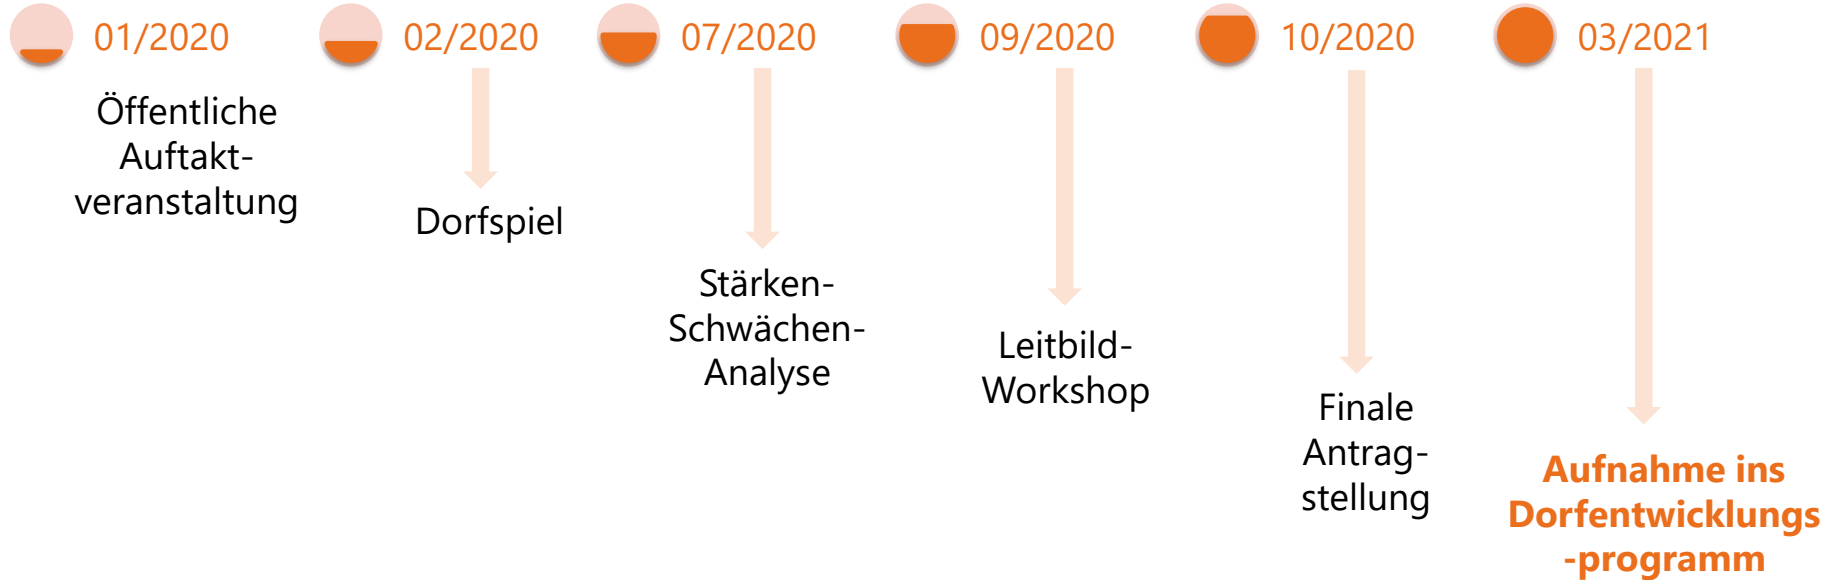 01/2020
Öffentliche
Auftakt-
veranstaltung
02/2020
Dorfspiel
07/2020
Stärken-
Schwächen-
Analyse
09/2020
Leitbild-
Workshop
10/2020
Finale
Antrag-
stellung
03/2021
Aufnahme ins
Dorfentwicklungs
-programm